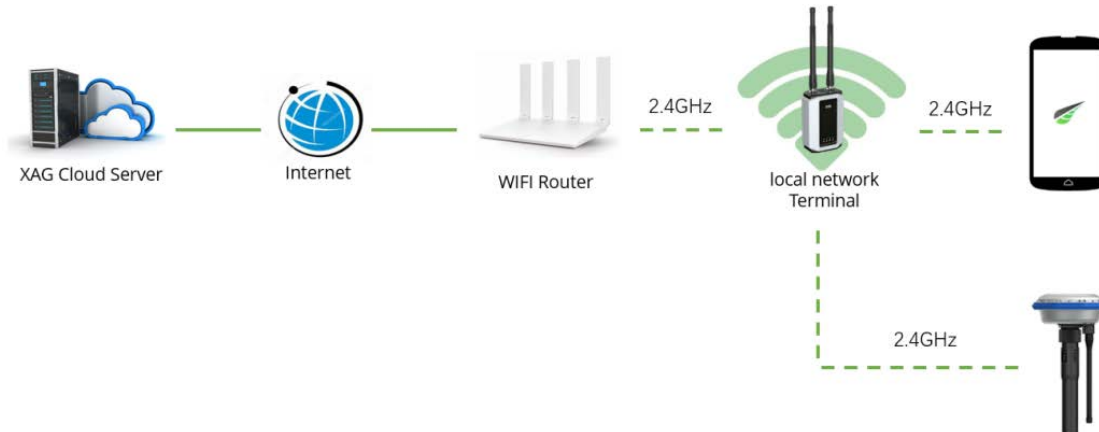 2.4GHz
2.4GHz
XAG Cloud Server
Internet
WIFI Router
local network
Terminal
2.4GHz